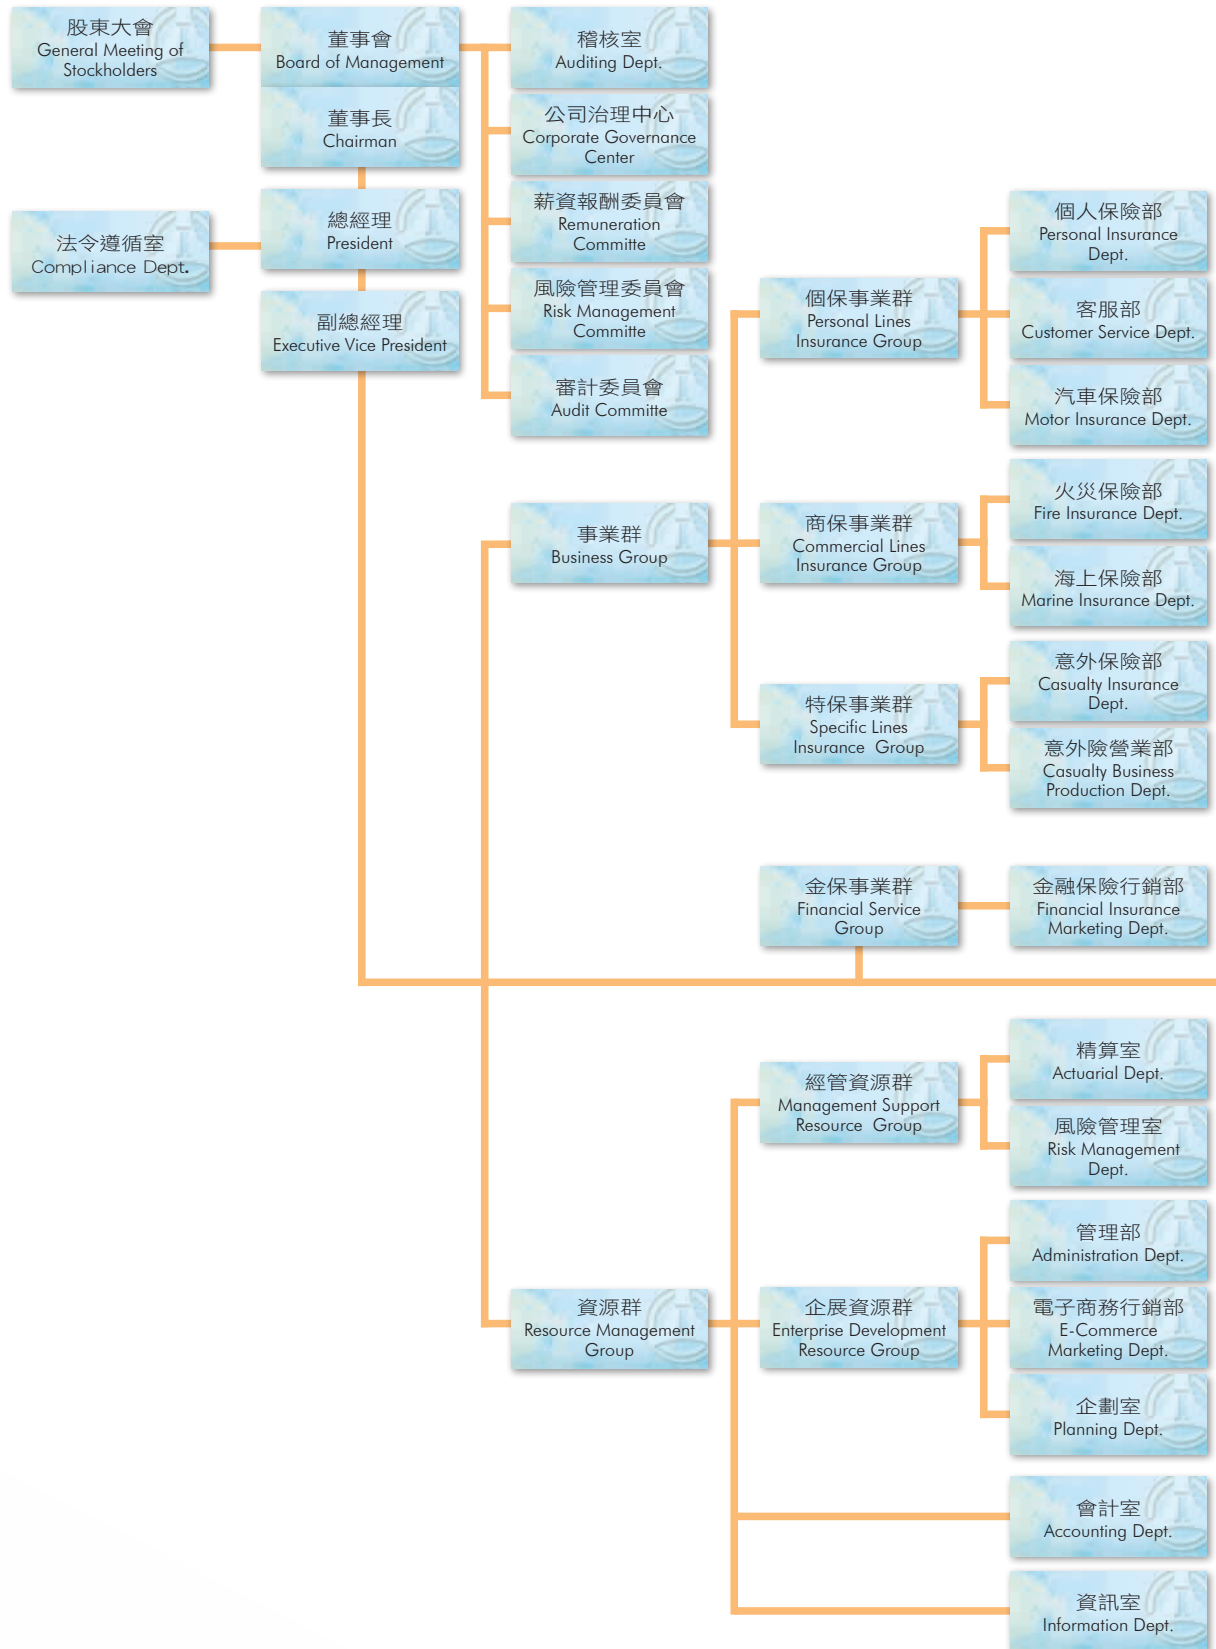 股東大會
General Meeting of
Stockholders
董事會
Board of Management
董事長
Chairman
總經理
President
法令遵循室
Compliance Dept.
副總經理
Executive Vice President
稽核室
Auditing Dept.
公司治理中心
Corporate Governance
Center
薪資報酬委員會
Remuneration
Committe
風險管理委員會
Risk Management
Committe
審計委員會
Audit Committe
事業群
Business Group
個保事業群
Personal Lines
Insurance Group
個人保險部
Personal Insurance
Dept.
客服部
Customer Service Dept.
汽車保險部
Motor Insurance Dept.
商保事業群
Commercial Lines
Insurance Group
火災保險部
Fire Insurance Dept.
海上保險部
Marine Insurance Dept.
特保事業群
Specific Lines
Insurance Group
意外保險部
Casualty Insurance
Dept.
意外險營業部
Casualty Business
Production Dept.
金保事業群
Financial Service
Group
金融保險行銷部
Financial Insurance
Marketing Dept.
資源群
Resource Management
Group
經管資源群
Management Support
Resource Group
精算室
Actuarial Dept.
風險管理室
Risk Management
Dept.
企展資源群
Enterprise Development
Resource Group
管理部
Administration Dept.
電子商務行銷部
E-Commerce
Marketing Dept.
企劃室
Planning Dept.
會計室
Accounting Dept.
資訊室
Information Dept.